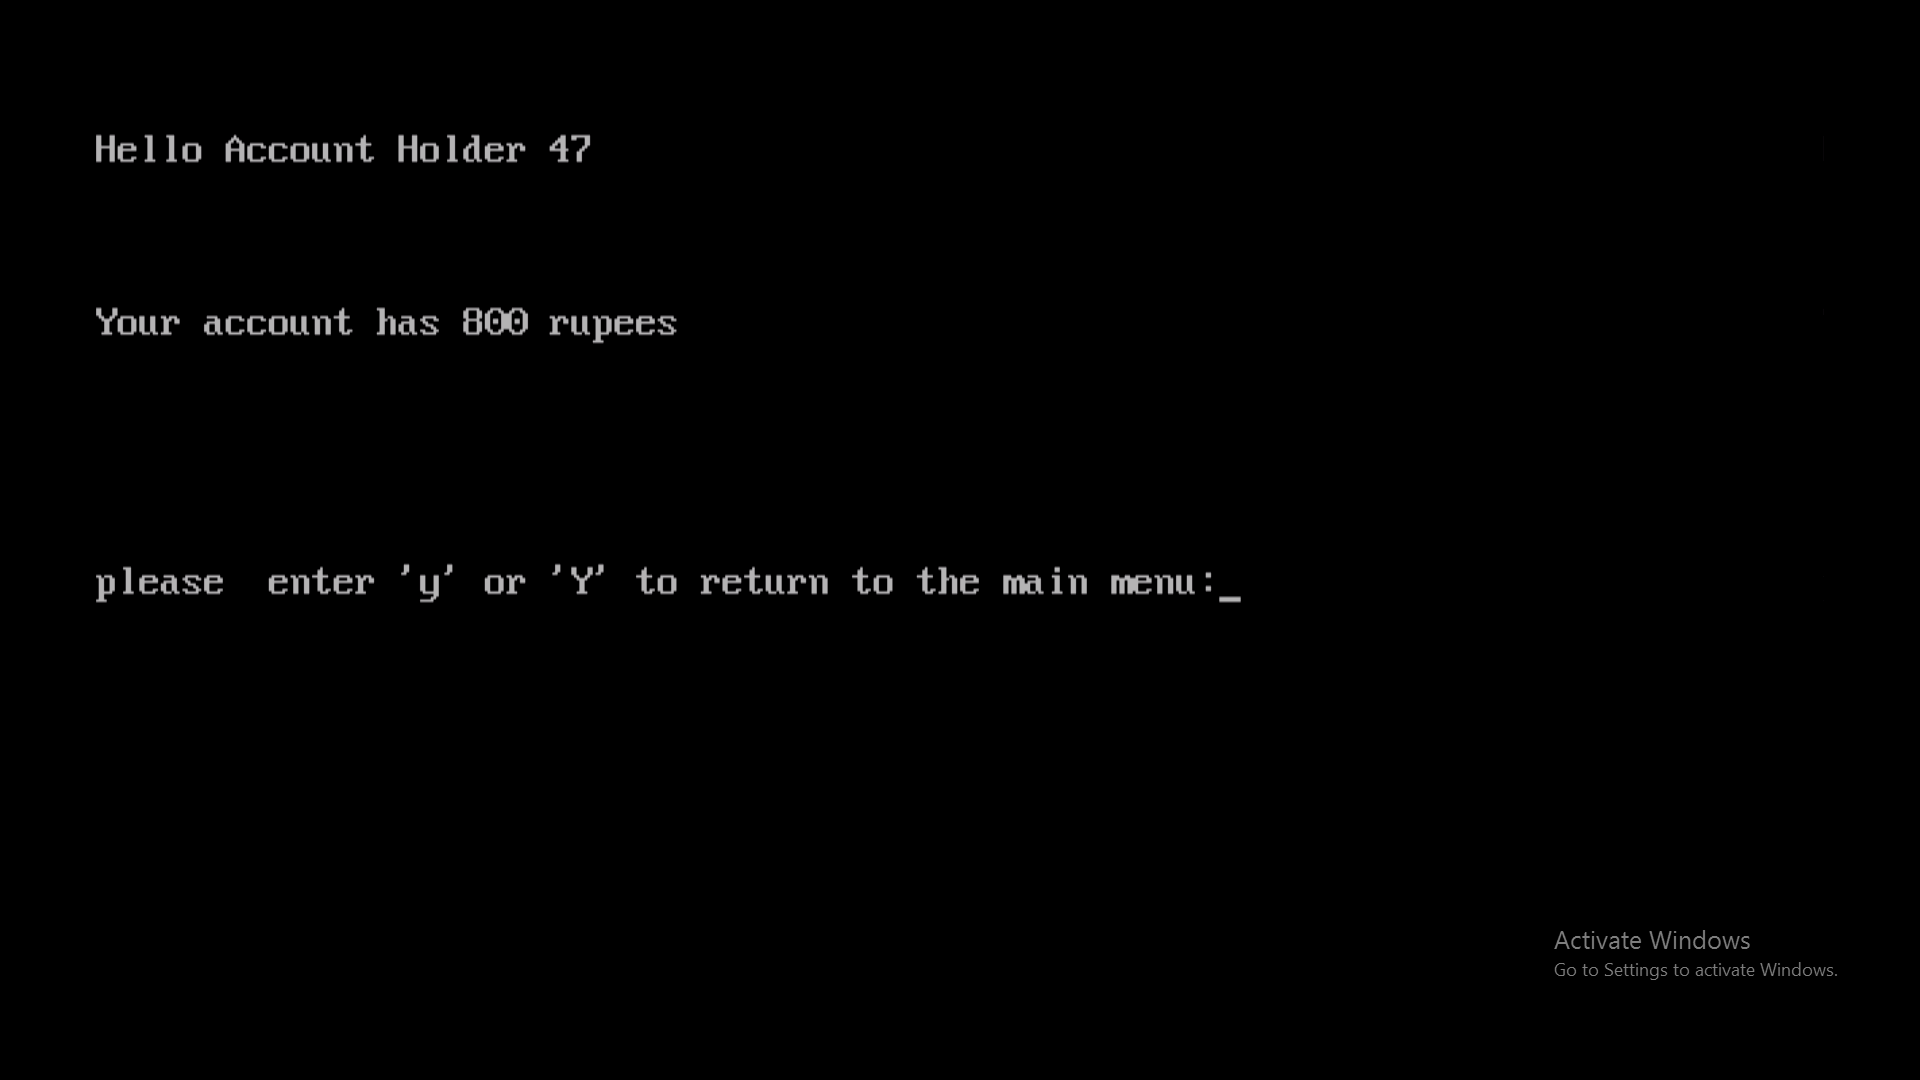 Hello Account Holder 47
Your account has 800 rupees
please  enter 'y' or 'Y' to return to the main menu:_
Activate Windows
Go to Settings to activate Windows.